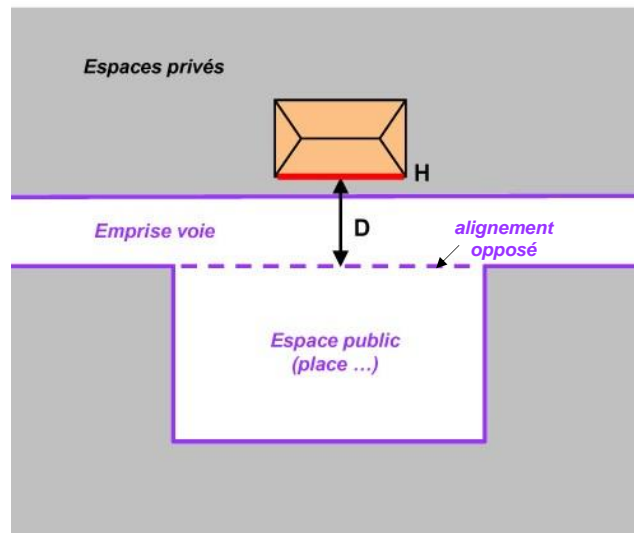 Espaces privés
H
Emprise voie
D
alignement
opposé
Espace public
(place ...)